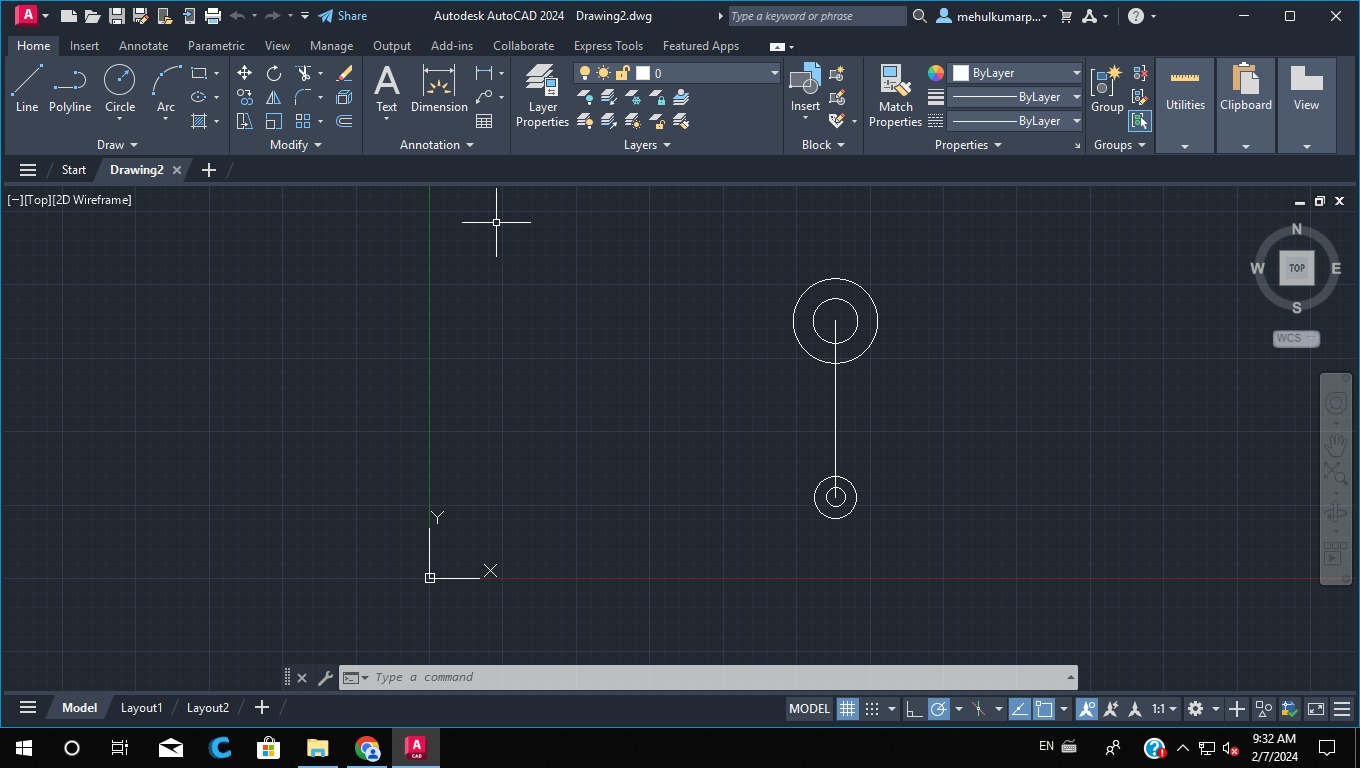 A CAD Share Autodesk AutoCAD 2024 Drawing2.dwg Type a keyword or phrase mehulkumarp...
Home Insert Annotate Parametric View Manage Output Add-ins Collaborate Express Tools Featured Apps
0 ByLayer
Line Polyline Circle Arc Text Dimension Layer Properties Insert Match Properties ByLayer Group Utilities Clipboard View
ByLayer
Draw Modify Annotation Layers Block Properties Groups
Start Drawing2
[−][Top][2D Wireframe]
N
W TOP E
S
WCS
Y
X
Type a command
Model Layout1 Layout2 MODEL 1:1
A CAD EN 9:32 AM
2/7/2024